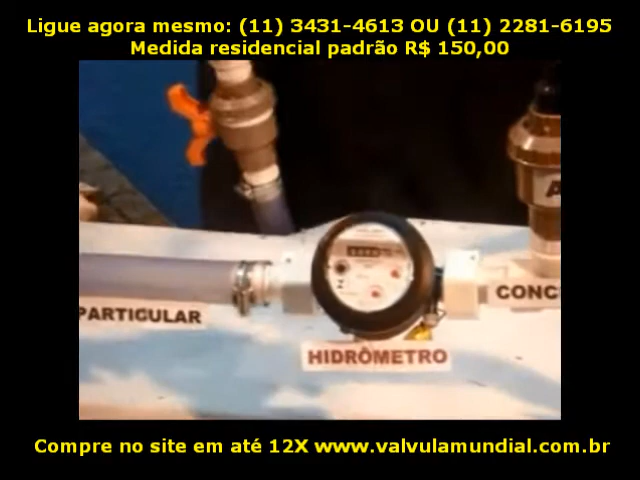 Ligue agora mesmo: (11) 3431-4613 OU (11) 2281-6195
Medida residencial padrão R$ 150,00
PARTICULAR
CONC
HIDRÔMETRO
Compre no site em até 12X www.valvulamundial.com.br